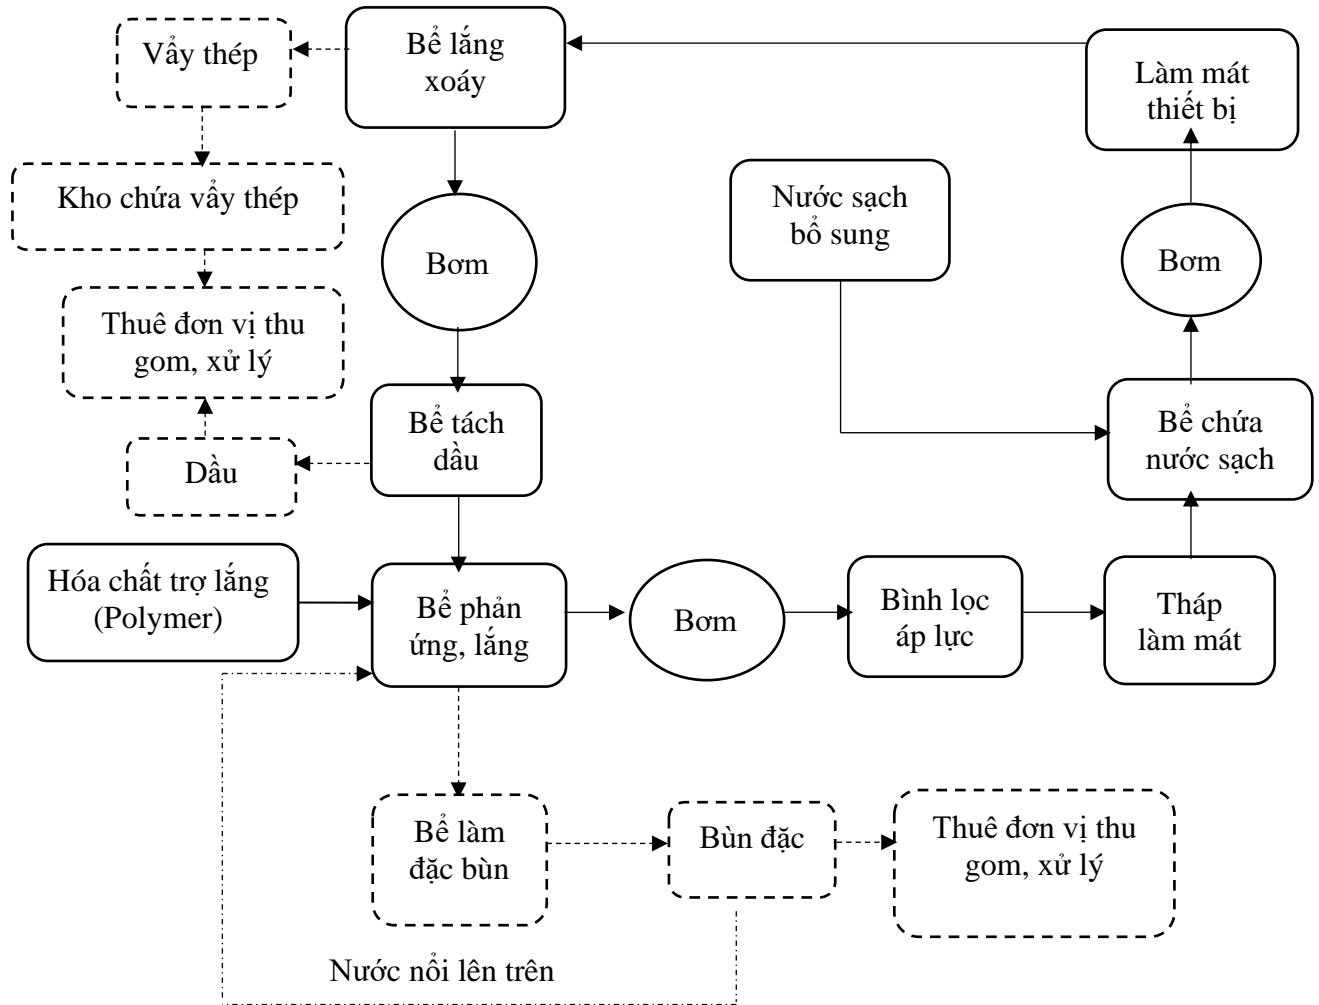 Vẩy thép
Bể lắng
xoáy
Làm mát
thiết bị
Kho chứa vẩy thép
Nước sạch
bổ sung
Bơm
Bơm
Thuê đơn vị thu
gom, xử lý
Bể tách
dầu
Bể chứa
nước sạch
Dầu
Hóa chất trợ lắng
(Polymer)
Bể phản
ứng, lắng
Bơm
Bình lọc
áp lực
Tháp
làm mát
Bể làm
đặc bùn
Bùn đặc
Thuê đơn vị thu
gom, xử lý
Nước nổi lên trên